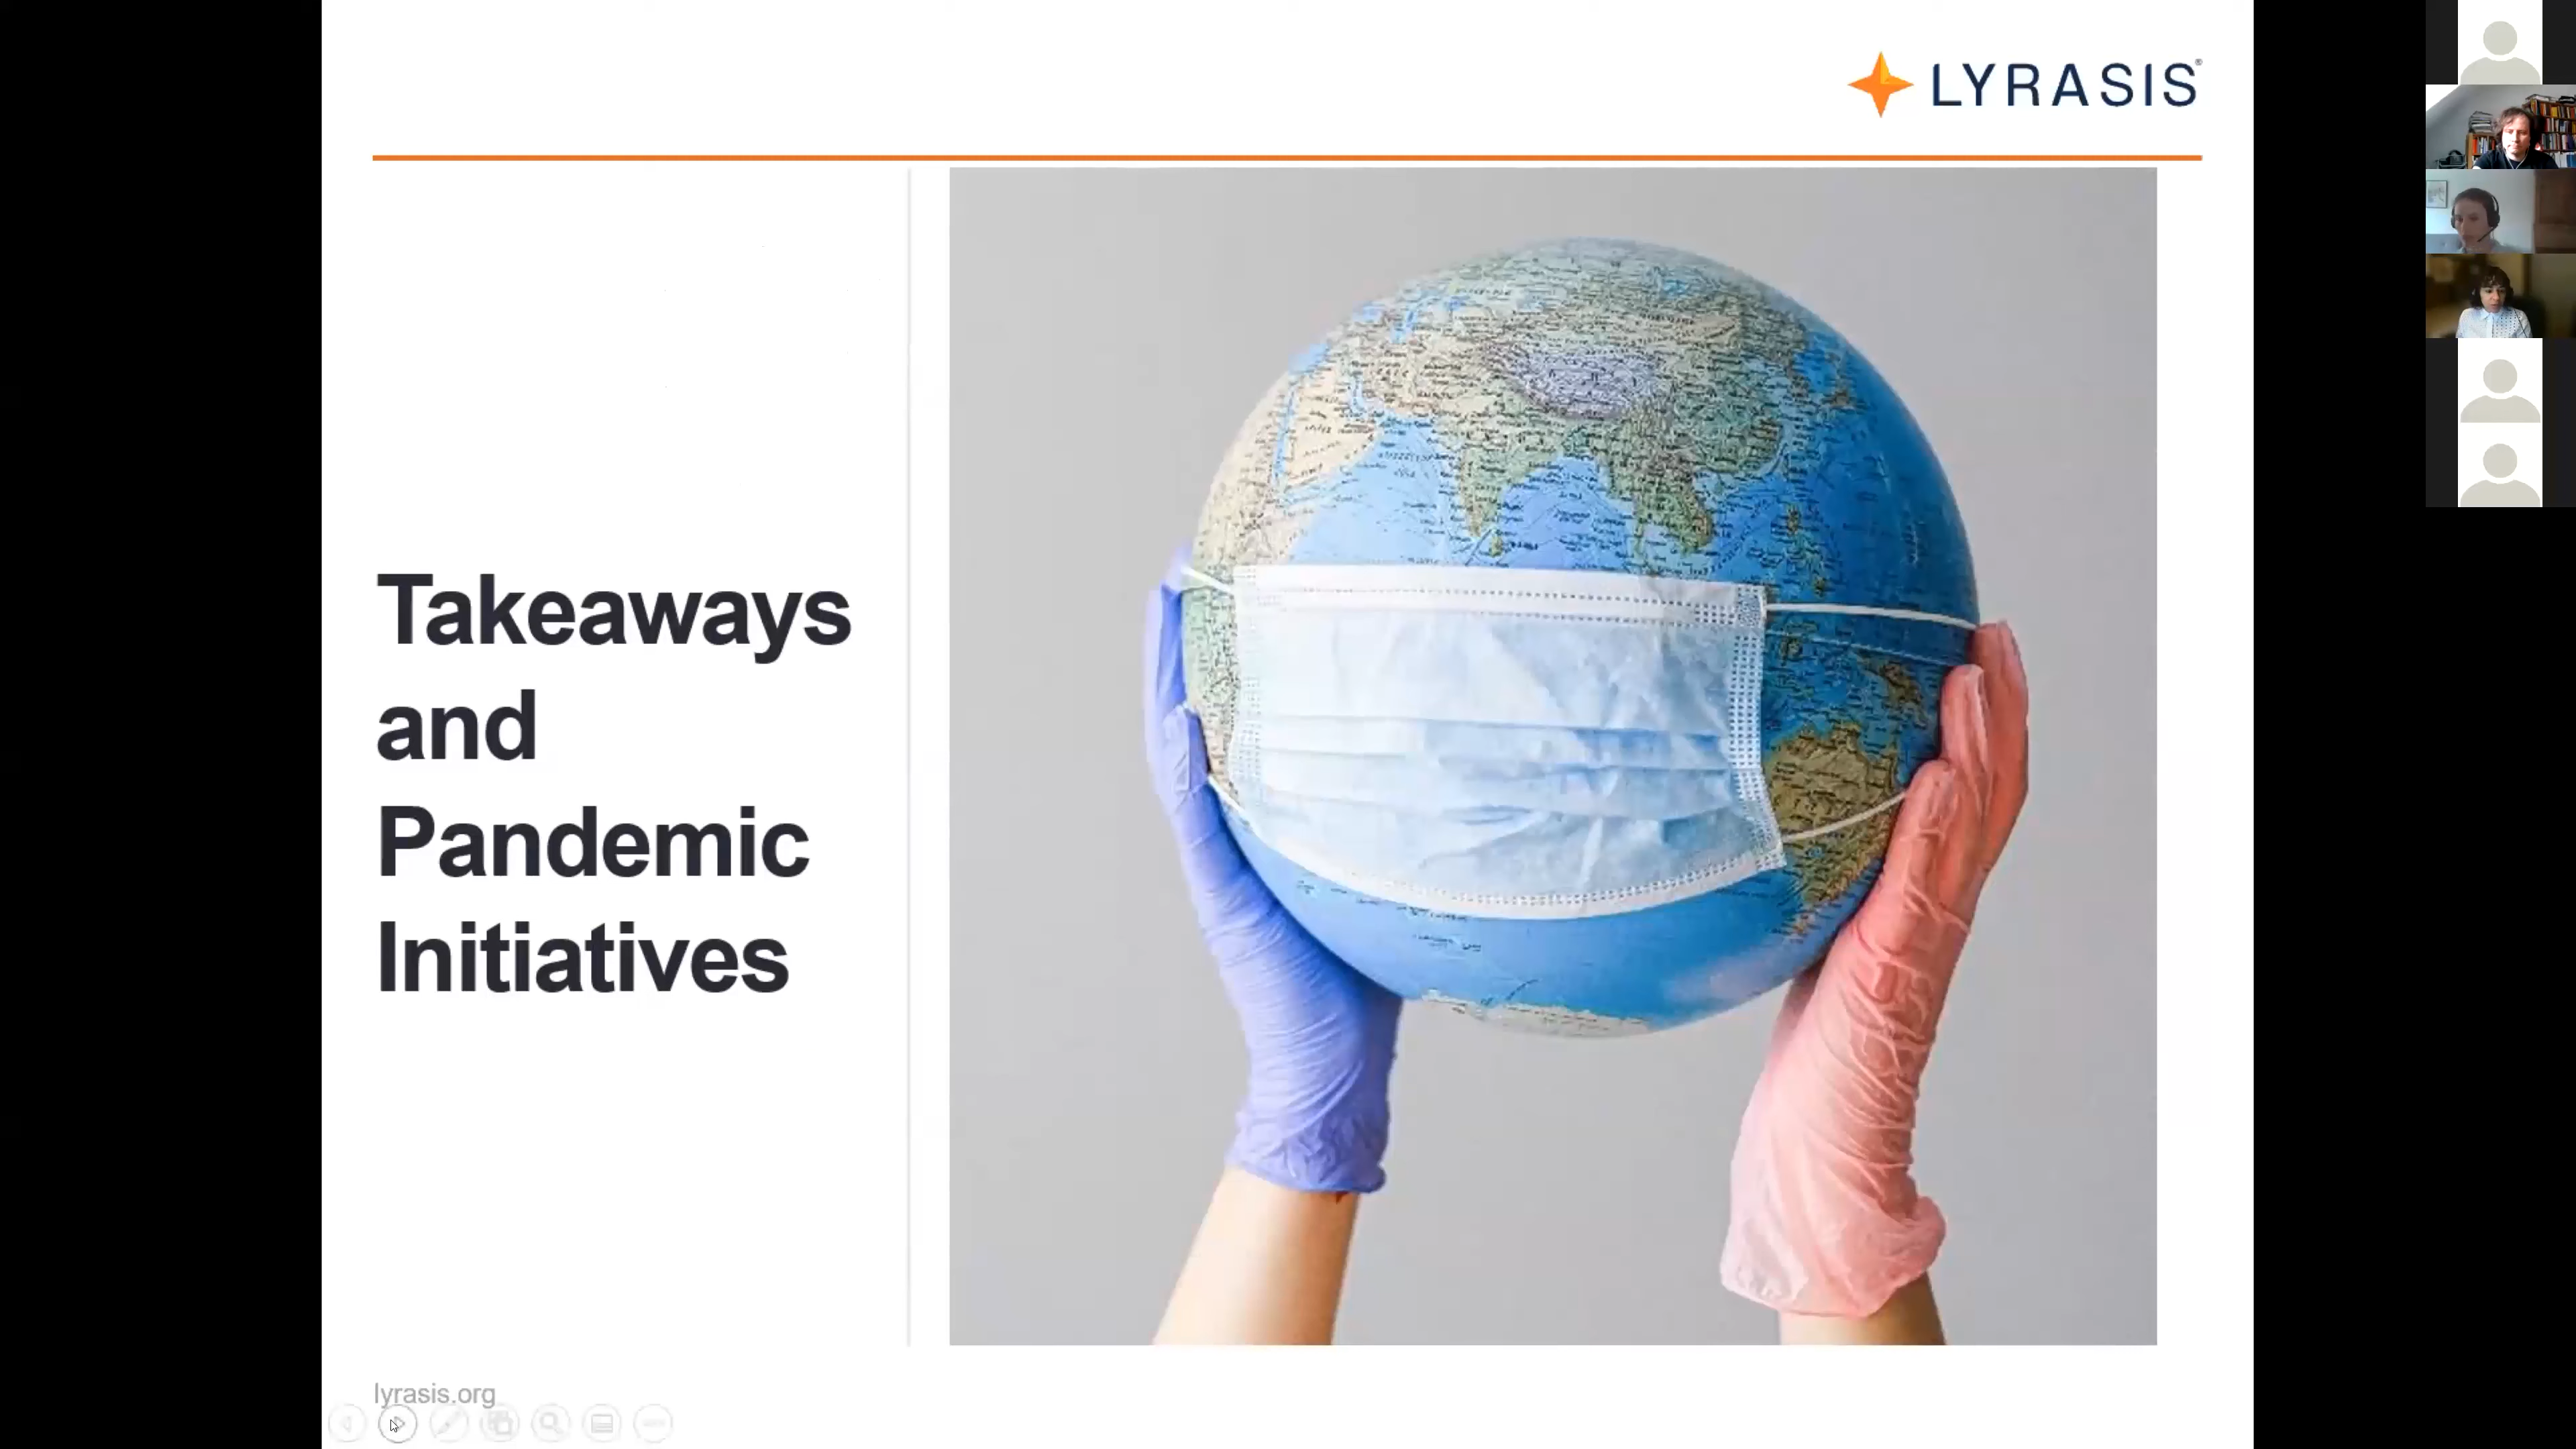 LYRASIS®
Takeaways
and
Pandemic
Initiatives
lyrasis.org